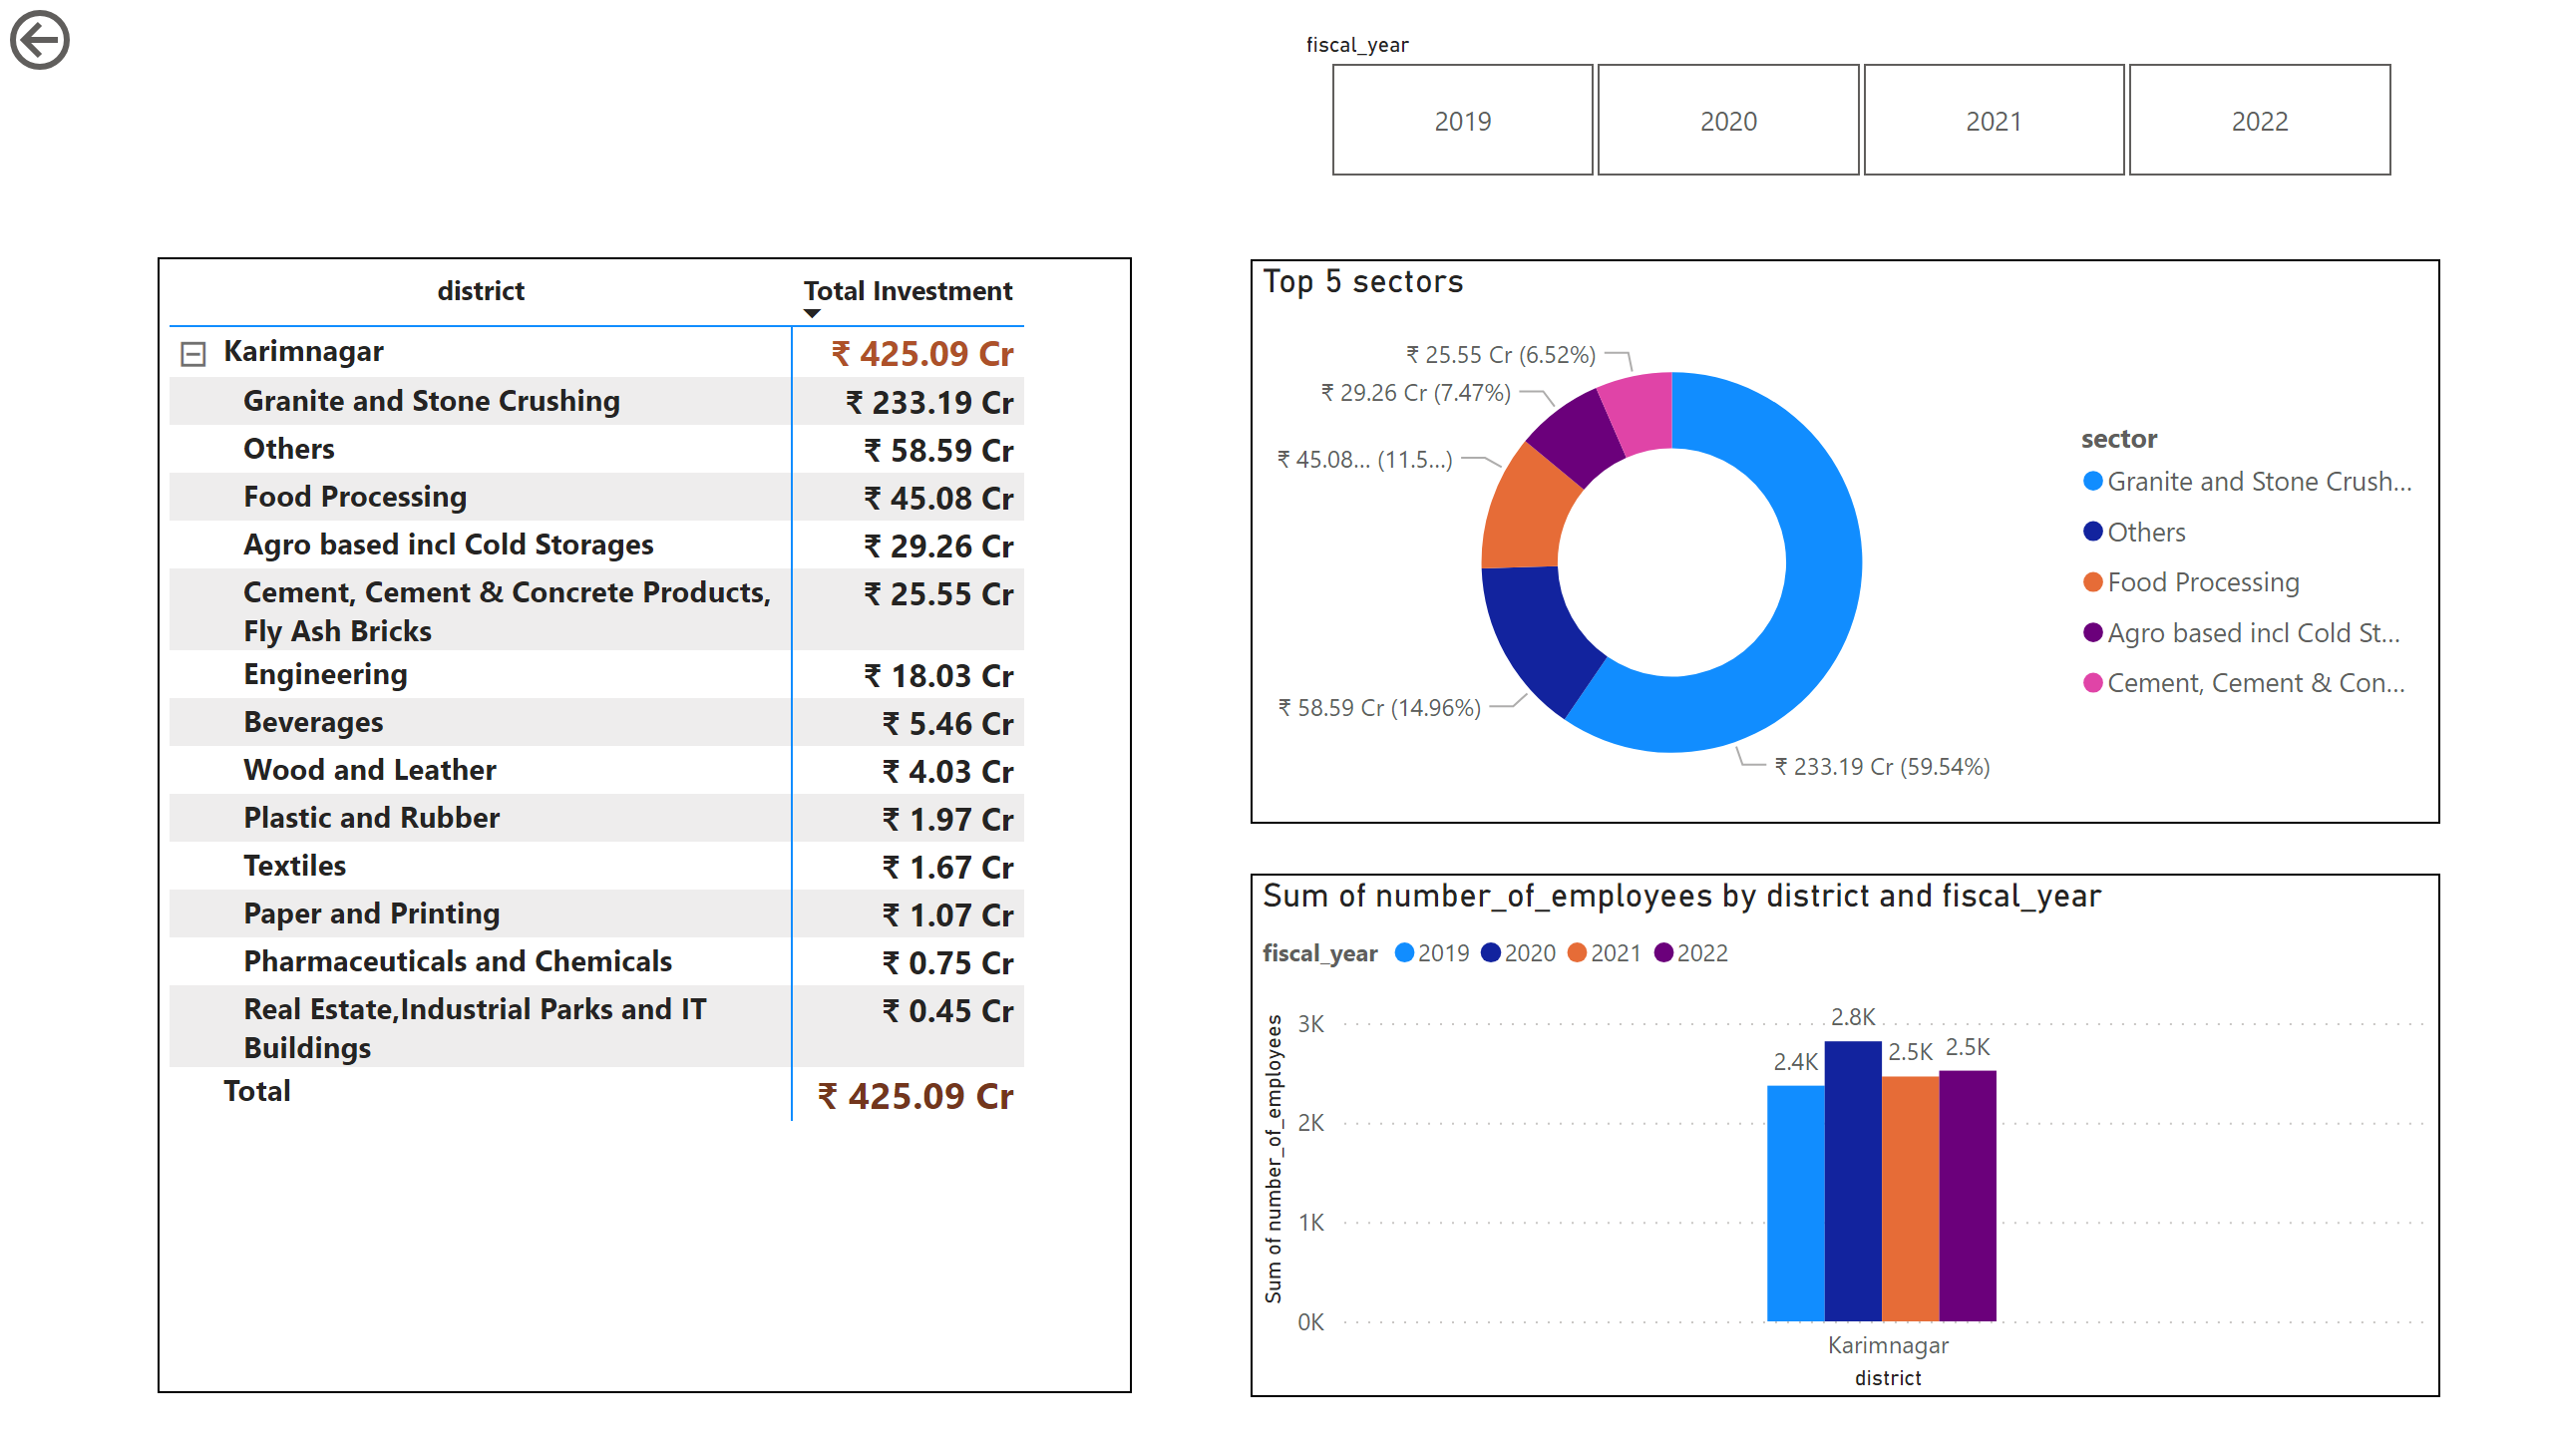 fiscal_year
2019 2020 2021 2022
district Total Investment
Karimnagar ₹ 425.09 Cr
Granite and Stone Crushing ₹ 233.19 Cr
Others ₹ 58.59 Cr
Food Processing ₹ 45.08 Cr
Agro based incl Cold Storages ₹ 29.26 Cr
Cement, Cement & Concrete Products, ₹ 25.55 Cr
Fly Ash Bricks
Engineering ₹ 18.03 Cr
Beverages ₹ 5.46 Cr
Wood and Leather ₹ 4.03 Cr
Plastic and Rubber ₹ 1.97 Cr
Textiles ₹ 1.67 Cr
Paper and Printing ₹ 1.07 Cr
Pharmaceuticals and Chemicals ₹ 0.75 Cr
Real Estate,Industrial Parks and IT ₹ 0.45 Cr
Buildings
Total ₹ 425.09 Cr
Top 5 sectors
₹ 25.55 Cr (6.52%)
₹ 29.26 Cr (7.47%)
₹ 45.08... (11.5...)
₹ 58.59 Cr (14.96%)
₹ 233.19 Cr (59.54%)
sector
Granite and Stone Crush...
Others
Food Processing
Agro based incl Cold St...
Cement, Cement & Con...
Sum of number_of_employees by district and fiscal_year
fiscal_year 2019 2020 2021 2022
Sum of number_of_employees
3K
2K
1K
0K
2.4K
2.8K
2.5K
2.5K
Karimnagar
district